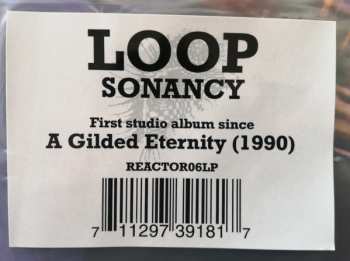 LOOP
SONANCY
First studio album since
A Gilded Eternity (1990)
REACTOR06LP
7 11297 39181 7